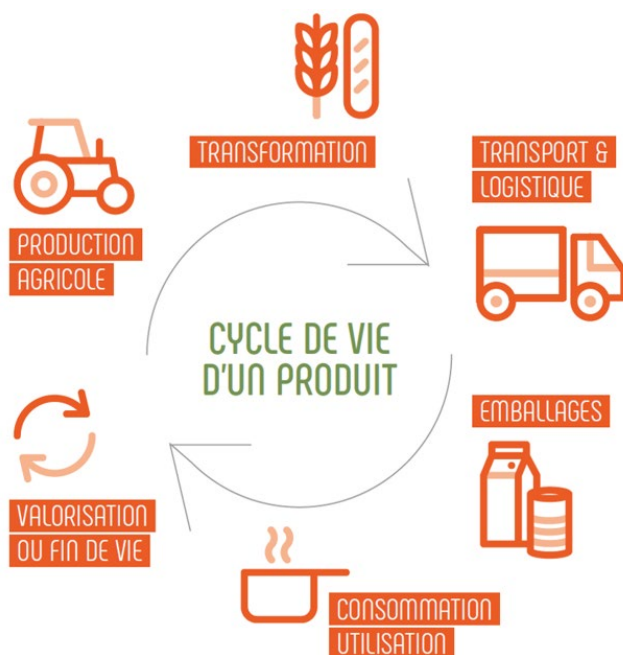 TRANSFORMATION
TRANSPORT &
LOGISTIQUE
PRODUCTION
AGRICOLE
CYCLE DE VIE
D'UN PRODUIT
EMBALLAGES
VALORISATION
OU FIN DE VIE
CONSOMMATION
UTILISATION